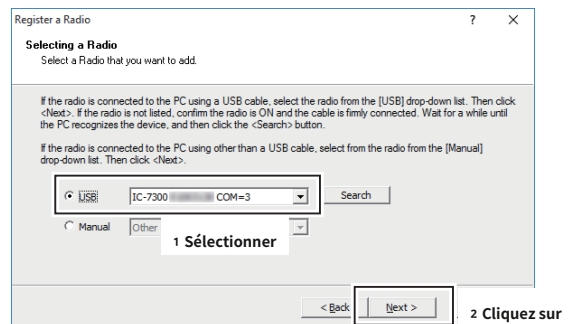 Register a Radio
Selecting a Radio
Select a Radio that you want to add.
If the radio is connected to the PC using a USB cable, select the radio from the [USB] drop-down list. Then click
<Next>. If the radio is not listed, confirm the radio is ON and the cable is firmly connected. Wait for a while until
the PC recognizes the device, and then click the <Search> button.
If the radio is connected to the PC using other than a USB cable, select from the radio from the [Manual]
drop-down list. Then click <Next>.
USB IC-7300 COM=3 Search
Manual Other
1 Sélectionner
< Back Next >
2 Cliquez sur